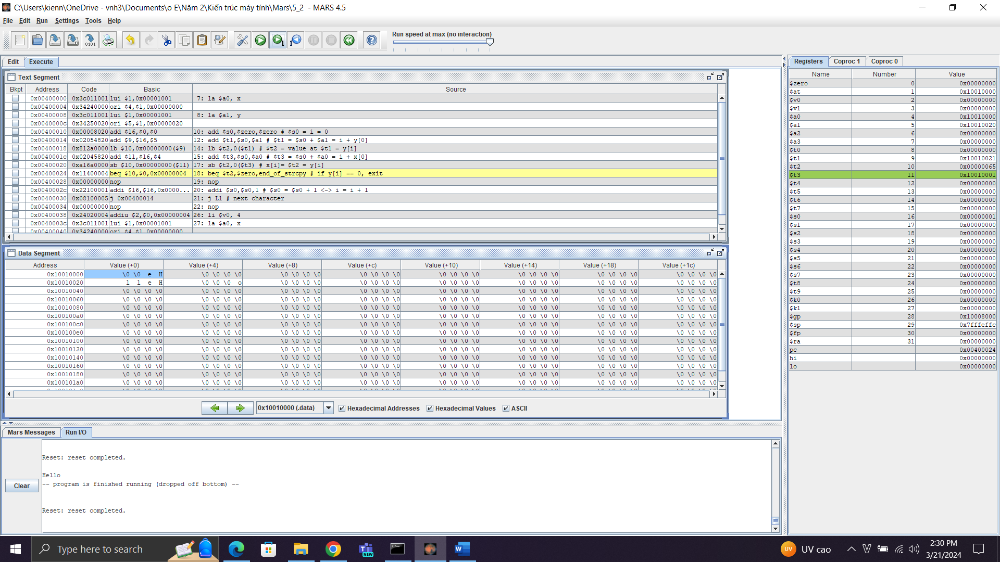 C:\Users\kienn\OneDrive - vnh3\Documents\o E\Năm 2\Kiến trúc máy tính\Mars\5_2 - MARS 4.5
File Edit Run Settings Tools Help
Run speed at max (no interaction)
Edit Execute
Text Segment
Bkpt Address Code Basic Source
0x00400000 0x3c011001 lui $1,0x00001001 7: la $a0, x
0x00400004 0x34240000 ori $4,$1,0x00000000
0x00400008 0x3c011001 lui $1,0x00001001 8: la $a1, y
0x0040000c 0x34250020 ori $5,$1,0x00000020
0x00400010 0x00008020 add $16,$0,$0 10: add $s0,$zero,$zero # $s0 = i = 0
0x00400014 0x02054820 add $9,$16,$5 12: add $t1,$s0,$a1 # $t1 = $s0 + $a1 = i + y[0]
0x00400018 0x812a0000 lb $10,0x00000000($9) 14: lb $t2,0($t1) # $t2 = value at $t1 = y[i]
0x0040001c 0x02045820 add $11,$16,$4 15: add $t3,$s0,$a0 # $t3 = $s0 + $a0 = i + x[0]
0x00400020 0xa16a0000 sb $10,0x00000000($11) 17: sb $t2,0($t3) # x[i]= $t2 = y[i]
0x00400024 0x11400004 beq $10,$0,0x00000004 18: beq $t2,$zero,end_of_strcpy # if y[i] == 0, exit
0x00400028 0x00000000 nop 19: nop
0x0040002c 0x22100001 addi $16,$16,0x0000... 20: addi $s0,$s0,1 # $s0 = $s0 + 1 <-> i = i + 1
0x00400030 0x08100005 j 0x00400014 21: j L1 # next character
0x00400034 0x00000000 nop 22: nop
0x00400038 0x24020004 addiu $2,$0,0x00000004 26: li $v0, 4
0x0040003c 0x3c011001 lui $1,0x00001001 27: la $a0, x
0x00400040 0x34240000 ori $4,$1,0x00000000
Data Segment
Address Value (+0) Value (+4) Value (+8) Value (+c) Value (+10) Value (+14) Value (+18) Value (+1c)
0x10010000 \0 \0 e H \0 \0 \0 \0 \0 \0 \0 \0 \0 \0 \0 \0 \0 \0 \0 \0 \0 \0 \0 \0 \0 \0 \0 \0 \0 \0 \0 \0
0x10010020 l l e H \0 \0 \0 o \0 \0 \0 \0 \0 \0 \0 \0 \0 \0 \0 \0 \0 \0 \0 \0 \0 \0 \0 \0 \0 \0 \0 \0
0x10010040 \0 \0 \0 \0 \0 \0 \0 \0 \0 \0 \0 \0 \0 \0 \0 \0 \0 \0 \0 \0 \0 \0 \0 \0 \0 \0 \0 \0 \0 \0 \0 \0
0x10010060 \0 \0 \0 \0 \0 \0 \0 \0 \0 \0 \0 \0 \0 \0 \0 \0 \0 \0 \0 \0 \0 \0 \0 \0 \0 \0 \0 \0 \0 \0 \0 \0
0x10010080 \0 \0 \0 \0 \0 \0 \0 \0 \0 \0 \0 \0 \0 \0 \0 \0 \0 \0 \0 \0 \0 \0 \0 \0 \0 \0 \0 \0 \0 \0 \0 \0
0x100100a0 \0 \0 \0 \0 \0 \0 \0 \0 \0 \0 \0 \0 \0 \0 \0 \0 \0 \0 \0 \0 \0 \0 \0 \0 \0 \0 \0 \0 \0 \0 \0 \0
0x100100c0 \0 \0 \0 \0 \0 \0 \0 \0 \0 \0 \0 \0 \0 \0 \0 \0 \0 \0 \0 \0 \0 \0 \0 \0 \0 \0 \0 \0 \0 \0 \0 \0
0x100100e0 \0 \0 \0 \0 \0 \0 \0 \0 \0 \0 \0 \0 \0 \0 \0 \0 \0 \0 \0 \0 \0 \0 \0 \0 \0 \0 \0 \0 \0 \0 \0 \0
0x10010100 \0 \0 \0 \0 \0 \0 \0 \0 \0 \0 \0 \0 \0 \0 \0 \0 \0 \0 \0 \0 \0 \0 \0 \0 \0 \0 \0 \0 \0 \0 \0 \0
0x10010120 \0 \0 \0 \0 \0 \0 \0 \0 \0 \0 \0 \0 \0 \0 \0 \0 \0 \0 \0 \0 \0 \0 \0 \0 \0 \0 \0 \0 \0 \0 \0 \0
0x10010140 \0 \0 \0 \0 \0 \0 \0 \0 \0 \0 \0 \0 \0 \0 \0 \0 \0 \0 \0 \0 \0 \0 \0 \0 \0 \0 \0 \0 \0 \0 \0 \0
0x10010160 \0 \0 \0 \0 \0 \0 \0 \0 \0 \0 \0 \0 \0 \0 \0 \0 \0 \0 \0 \0 \0 \0 \0 \0 \0 \0 \0 \0 \0 \0 \0 \0
0x10010180 \0 \0 \0 \0 \0 \0 \0 \0 \0 \0 \0 \0 \0 \0 \0 \0 \0 \0 \0 \0 \0 \0 \0 \0 \0 \0 \0 \0 \0 \0 \0 \0
0x100101a0 \0 \0 \0 \0 \0 \0 \0 \0 \0 \0 \0 \0 \0 \0 \0 \0 \0 \0 \0 \0 \0 \0 \0 \0 \0 \0 \0 \0 \0 \0 \0 \0
0x10010000 (.data) Hexadecimal Addresses Hexadecimal Values ASCII
Mars Messages Run I/O
Clear
Reset: reset completed.
Hello
-- program is finished running (dropped off bottom) --
Reset: reset completed.
Registers Coproc 1 Coproc 0
Name Number Value
$zero 0 0x00000000
$at 1 0x10010000
$v0 2 0x00000000
$v1 3 0x00000000
$a0 4 0x10010000
$a1 5 0x10010020
$a2 6 0x00000000
$a3 7 0x00000000
$t0 8 0x00000000
$t1 9 0x10010021
$t2 10 0x00000065
$t3 11 0x10010001
$t4 12 0x00000000
$t5 13 0x00000000
$t6 14 0x00000000
$t7 15 0x00000000
$s0 16 0x00000001
$s1 17 0x00000000
$s2 18 0x00000000
$s3 19 0x00000000
$s4 20 0x00000000
$s5 21 0x00000000
$s6 22 0x00000000
$s7 23 0x00000000
$t8 24 0x00000000
$t9 25 0x00000000
$k0 26 0x00000000
$k1 27 0x00000000
$gp 28 0x10008000
$sp 29 0x7fffeffc
$fp 30 0x00000000
$ra 31 0x00000000
pc 0x00400024
hi 0x00000000
lo 0x00000000
Type here to search
UV cao
2:30 PM
3/21/2024